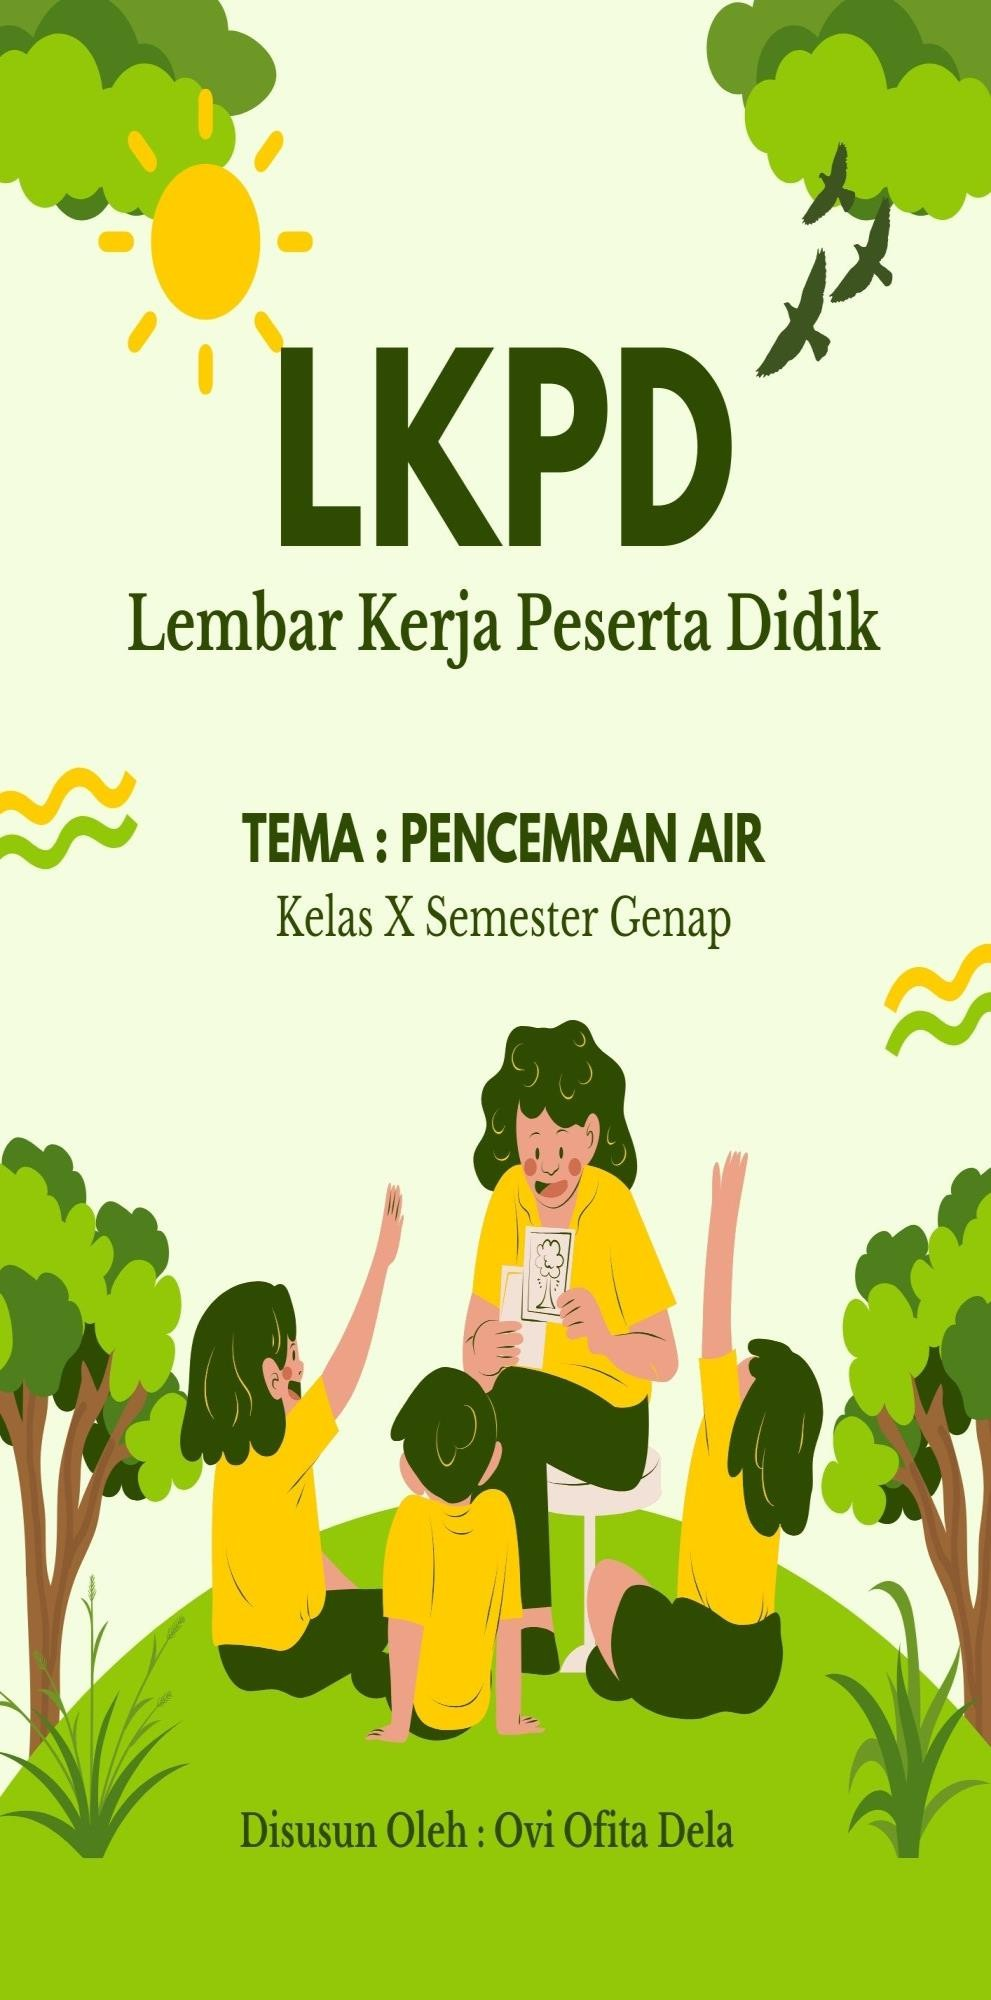 LKPD
Lembar Kerja Peserta Didik
TEMA : PENCEMRAN AIR
Kelas X Semester Genap
Disusun Oleh : Ovi Ofita Dela